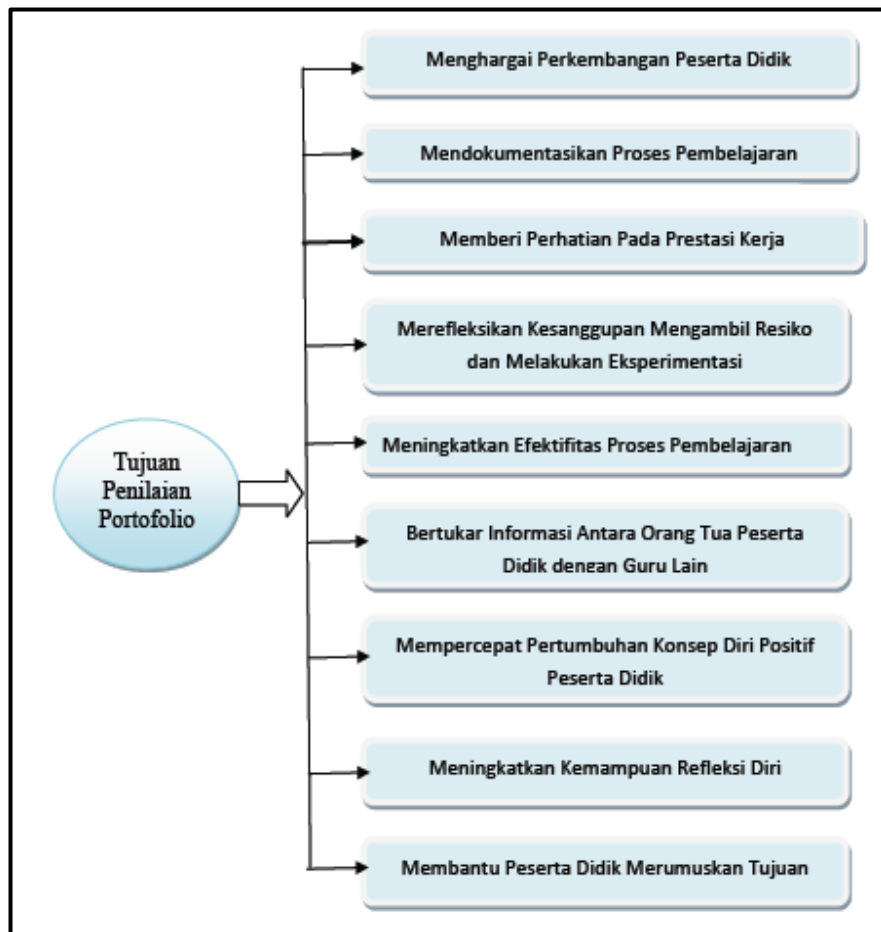 Menghargai Perkembangan Peserta Didik
Mendokumentasikan Proses Pembelajaran
Memberi Perhatian Pada Prestasi Kerja
Merefleksikan Kesanggupan Mengambil Resiko
dan Melakukan Eksperimentasi
Meningkatkan Efektifitas Proses Pembelajaran
Tujuan
Penilaian
Portofolio
Bertukar Informasi Antara Orang Tua Peserta
Didik dengan Guru Lain
Mempercepat Pertumbuhan Konsep Diri Positif
Peserta Didik
Meningkatkan Kemampuan Refleksi Diri
Membantu Peserta Didik Merumuskan Tujuan